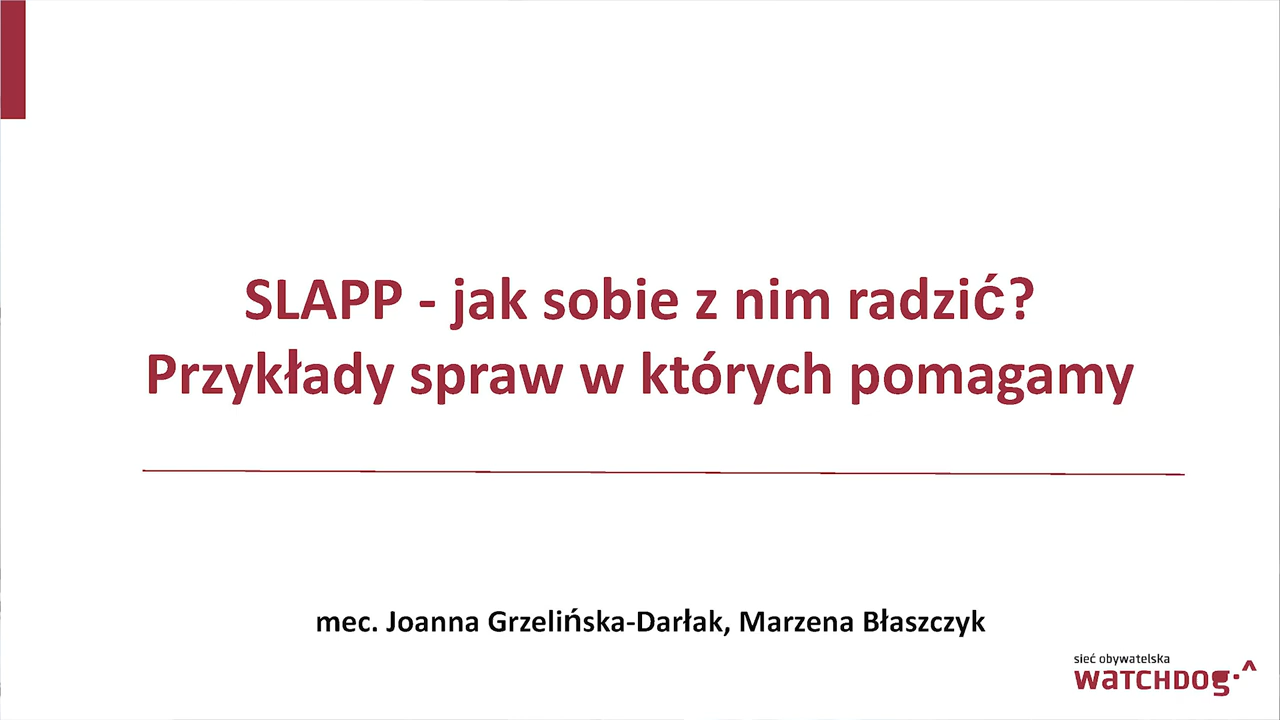 SLAPP - jak sobie z nim radzić?
Przykłady spraw w których pomagamy
mec. Joanna Grzelińska-Darłak, Marzena Błaszczyk
sieć obywatelska
WATCHDOG